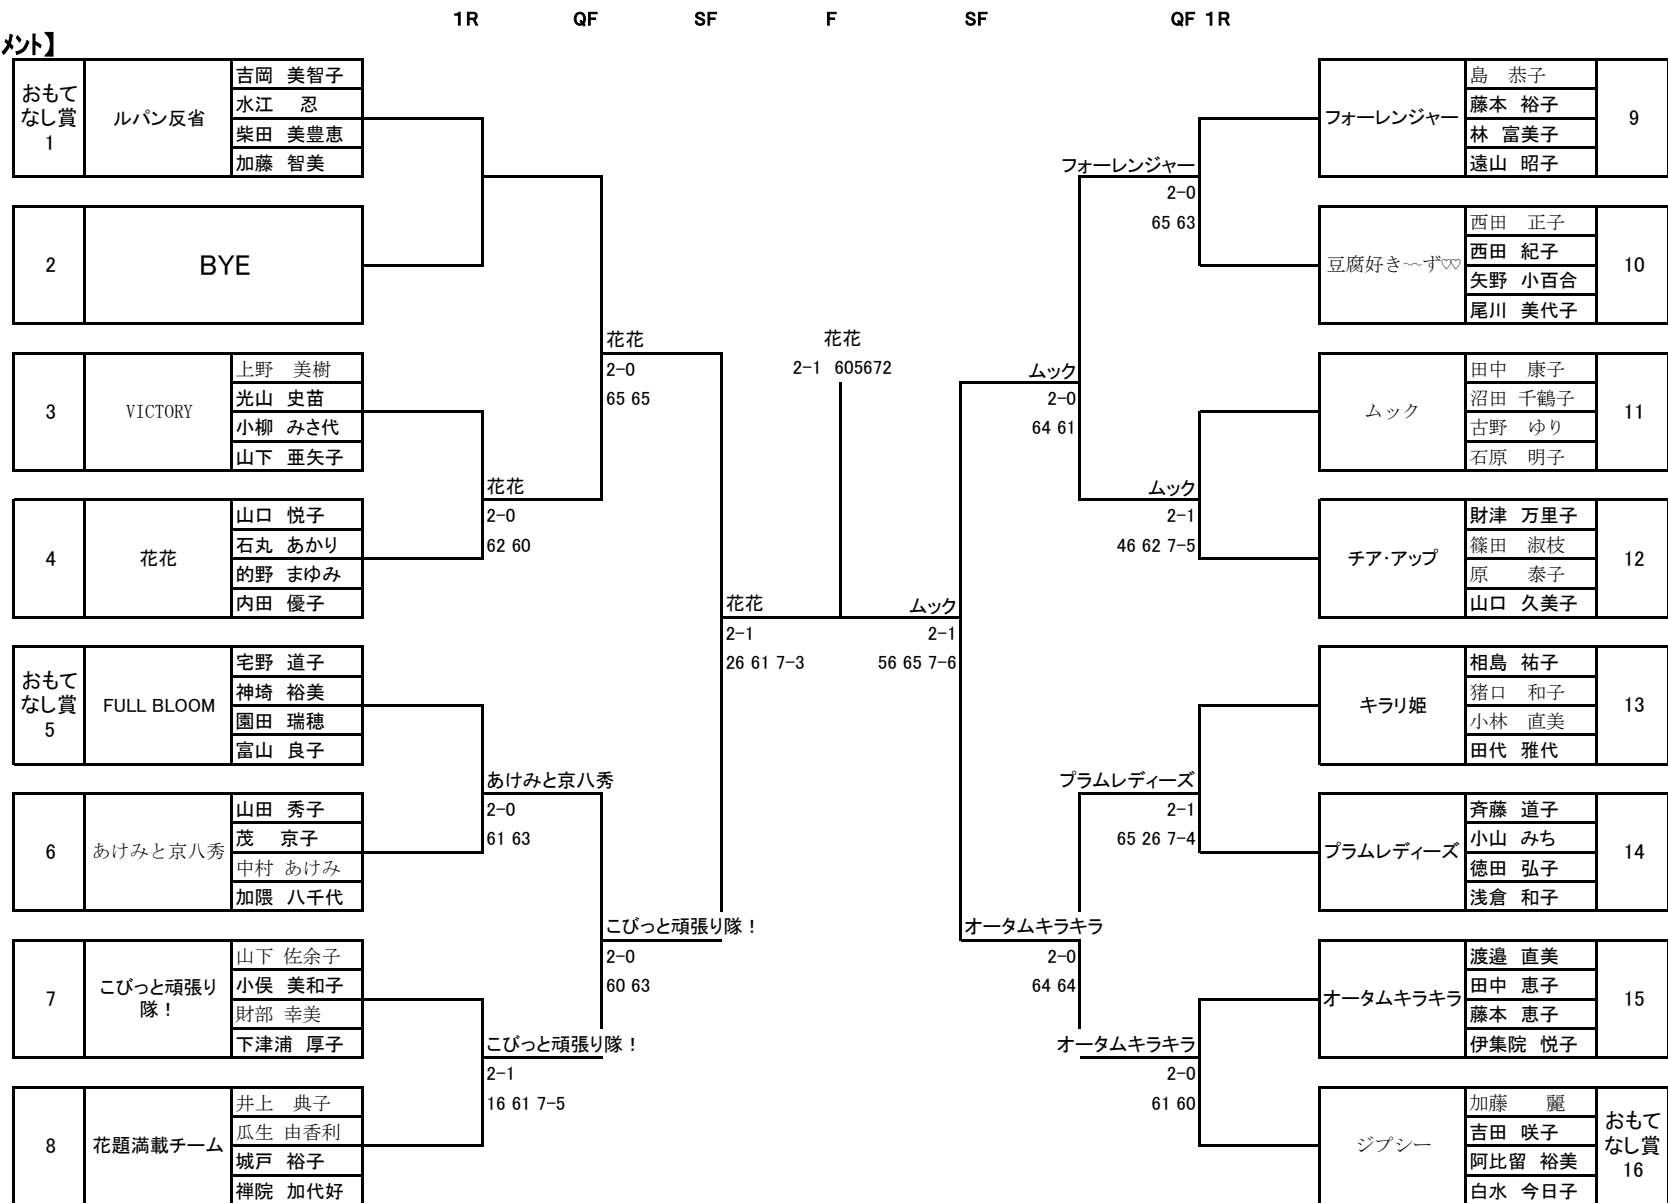 1R QF SF F SF QF 1R
メント】
おもてなし賞 1 ルパン反省 吉岡 美智子
水江 忍
柴田 美豊恵
加藤 智美
2 BYE
3 VICTORY 上野 美樹
光山 史苗
小柳 みさ代
山下 亜矢子
4 花花 山口 悦子
石丸 あかり
的野 まゆみ
内田 優子
おもてなし賞 5 FULL BLOOM 宅野 道子
神埼 裕美
園田 瑞穂
富山 良子
6 あけみと京八秀 山田 秀子
茂 京子
中村 あけみ
加隈 八千代
7 こびっと頑張り隊！ 山下 佐余子
小俣 美和子
財部 幸美
下津浦 厚子
8 花題満載チーム 井上 典子
瓜生 由香利
城戸 裕子
禅院 加代好
花花
2-0
62 60
あけみと京八秀
2-0
61 63
こびっと頑張り隊！
2-1
16 61 7-5
花花
2-0
65 65
こびっと頑張り隊！
2-0
60 63
花花
2-1
26 61 7-3
花花
2-1 605672
ムック
2-1
56 65 7-6
ムック
2-0
64 61
オータムキラキラ
2-0
64 64
フォーレンジャー
2-0
65 63
ムック
2-1
46 62 7-5
プラムレディーズ
2-1
65 26 7-4
オータムキラキラ
2-0
61 60
フォーレンジャー 島 恭子 9
藤本 裕子
林 富美子
遠山 昭子
豆腐好き～ず♡♡ 西田 正子 10
西田 紀子
矢野 小百合
尾川 美代子
ムック 田中 康子 11
沼田 千鶴子
古野 ゆり
石原 明子
チア・アップ 財津 万里子 12
篠田 淑枝
原 泰子
山口 久美子
キラリ姫 相島 祐子 13
猪口 和子
小林 直美
田代 雅代
プラムレディーズ 斉藤 道子 14
小山 みち
徳田 弘子
浅倉 和子
オータムキラキラ 渡邉 直美 15
田中 恵子
藤本 恵子
伊集院 悦子
ジプシー 加藤 麗 おもてなし賞 16
吉田 咲子
阿比留 裕美
白水 今日子